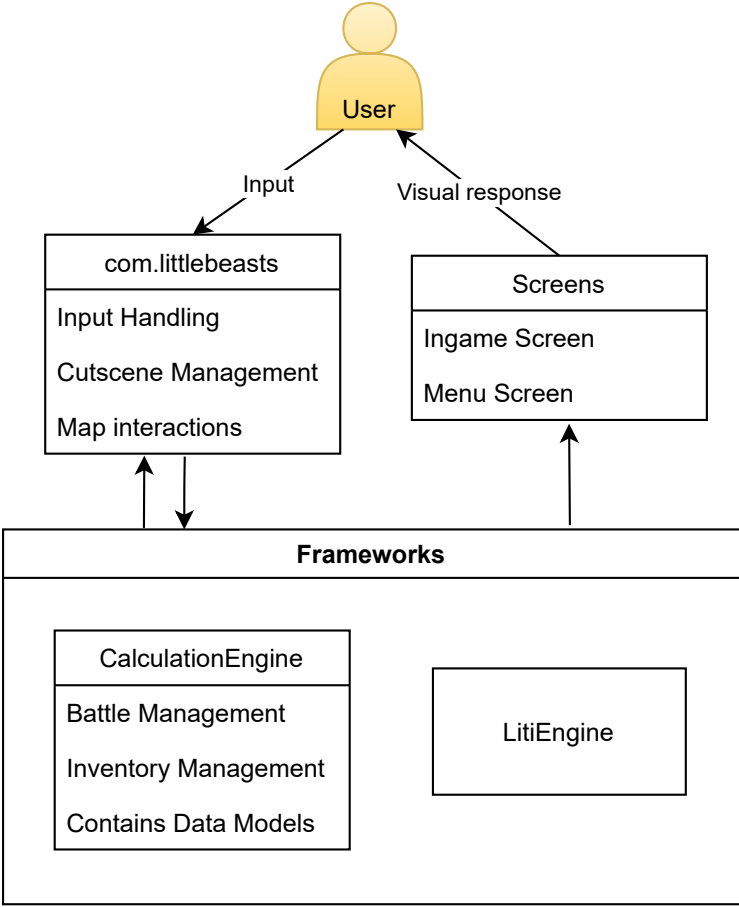 User
Input
Visual response
com.littlebeasts
Input Handling
Cutscene Management
Map interactions
Screens
Ingame Screen
Menu Screen
Frameworks
CalculationEngine
Battle Management
Inventory Management
Contains Data Models
LitiEngine